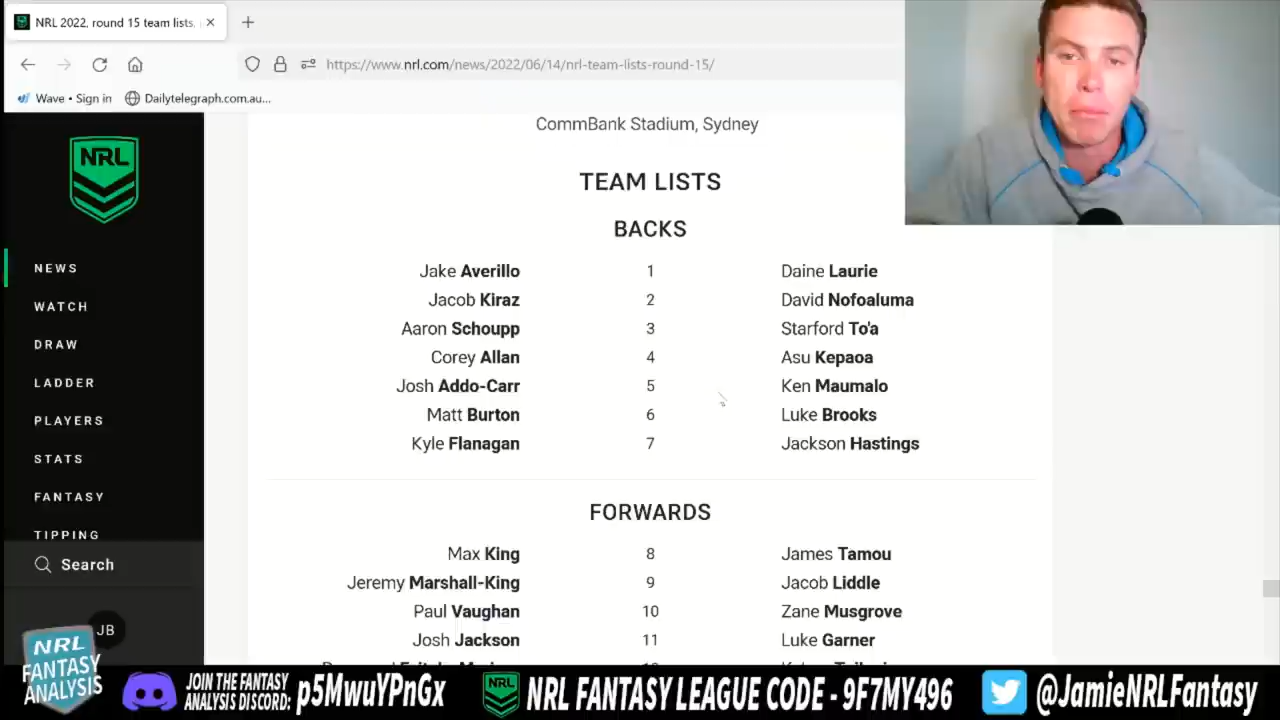 NRL 2022, round 15 team lists,
https://www.nrl.com/news/2022/06/14/nrl-team-lists-round-15/
Wave • Sign in
Dailytelegraph.com.au...
NRL
NEWS
WATCH
DRAW
LADDER
PLAYERS
STATS
FANTASY
TIPPING
Search
JB
CommBank Stadium, Sydney
TEAM LISTS
BACKS
Jake Averillo 1 Daine Laurie
Jacob Kiraz 2 David Nofoaluma
Aaron Schoupp 3 Starford To'a
Corey Allan 4 Asu Kepaoa
Josh Addo-Carr 5 Ken Maumalo
Matt Burton 6 Luke Brooks
Kyle Flanagan 7 Jackson Hastings
FORWARDS
Max King 8 James Tamou
Jeremy Marshall-King 9 Jacob Liddle
Paul Vaughan 10 Zane Musgrove
Josh Jackson 11 Luke Garner
NRL
FANTASY
ANALYSIS
JOIN THE FANTASY
ANALYSIS DISCORD:
p5MwuYPnGx
NRL
NRL FANTASY LEAGUE CODE - 9F7MY496
@JamieNRLFantasy